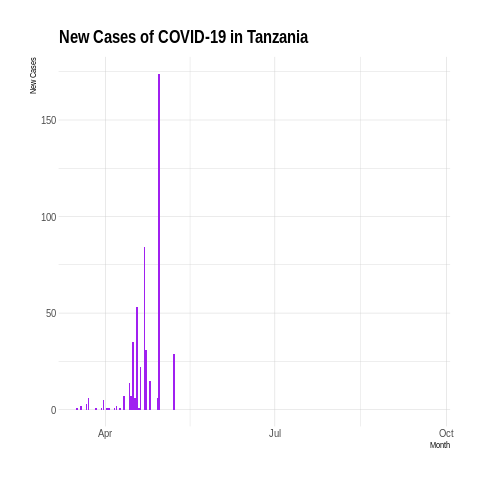 New Cases of COVID-19 in Tanzania
New Cases
150
100
50
0
Apr
Jul
Oct
Month